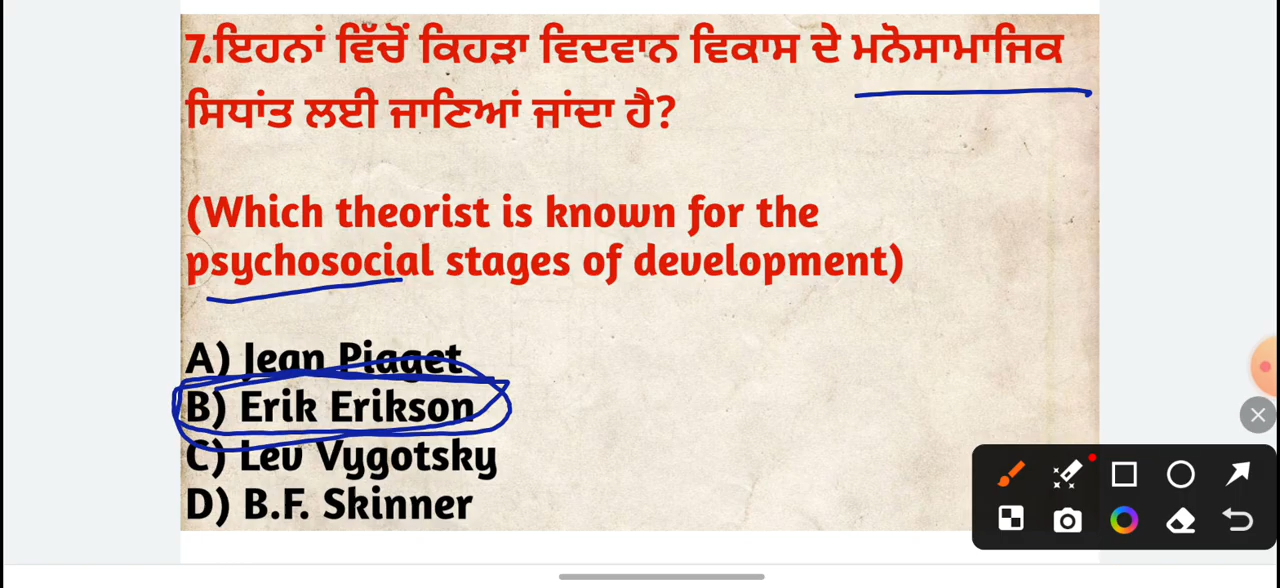 7.ਇਹਨਾਂ ਵਿੱਚੋਂ ਕਿਹੜਾ ਵਿਦਵਾਨ ਵਿਕਾਸ ਦੇ ਮਨੋਸਾਮਾਜਿਕ
ਸਿਧਾਂਤ ਲਈ ਜਾਣਿਆਂ ਜਾਂਦਾ ਹੈ?
(Which theorist is known for the
psychosocial stages of development)
A) Jean Piaget
B) Erik Erikson
C) Lev Vygotsky
D) B.F. Skinner